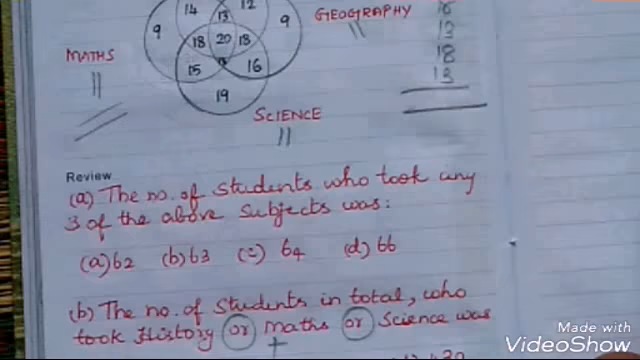 14 13 12
9 9
GEOGRAPHY
18 20 18
MATHS
15 16
19
SCIENCE
13
18
13
Review
(a) The no. of Students who took any
3 of the above Subjects was:
(a) 62 (b) 63 (c) 64 (d) 66
(b) The no. of Students in total, who
took History or maths or Science was
+
Made with
VideoShow